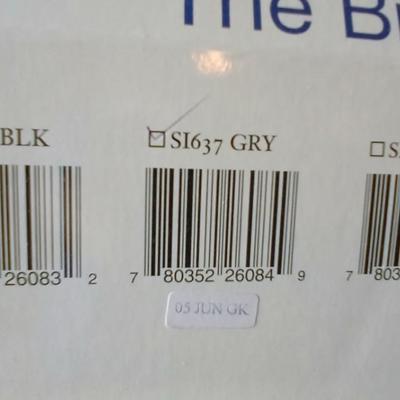 The B
BLK
SI637 GRY
S
26083 2
7 80352 26084 9
7 803
05 JUN GK